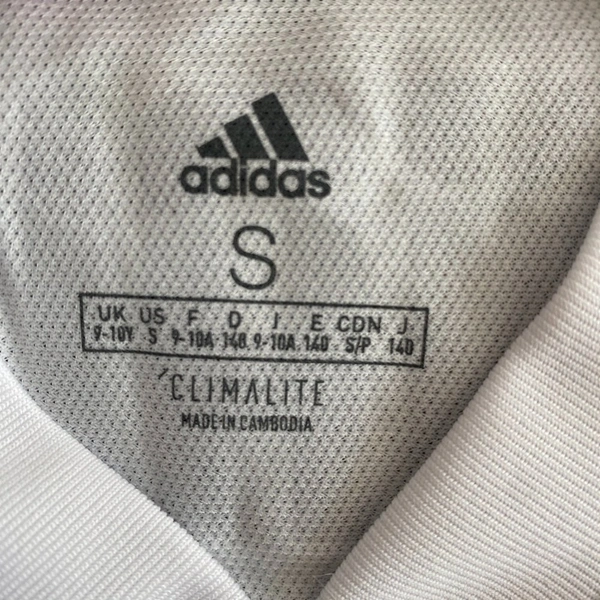 adidas
S
UK US F D I E CDN J
9-10Y S 9-10A 140 9-10A 140 S/P 140
CLIMALITE
MADE IN CAMBODIA